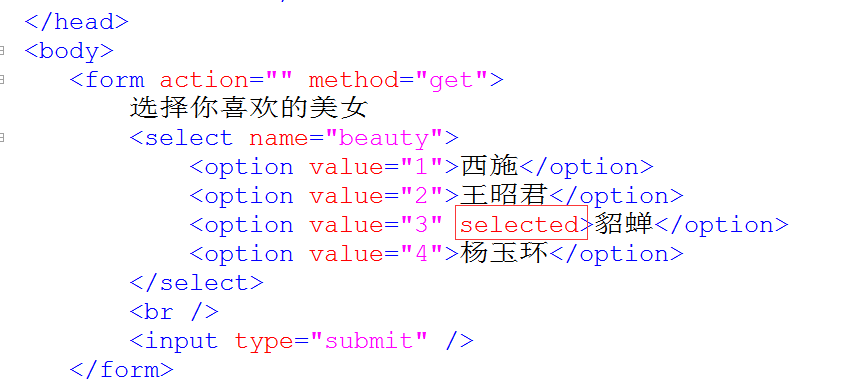 </head>
<body>
<form action="" method="get">
选择你喜欢的美女
<select name="beauty">
<option value="1">西施</option>
<option value="2">王昭君</option>
<option value="3" selected>貂蝉</option>
<option value="4">杨玉环</option>
</select>
<br />
<input type="submit" />
</form>